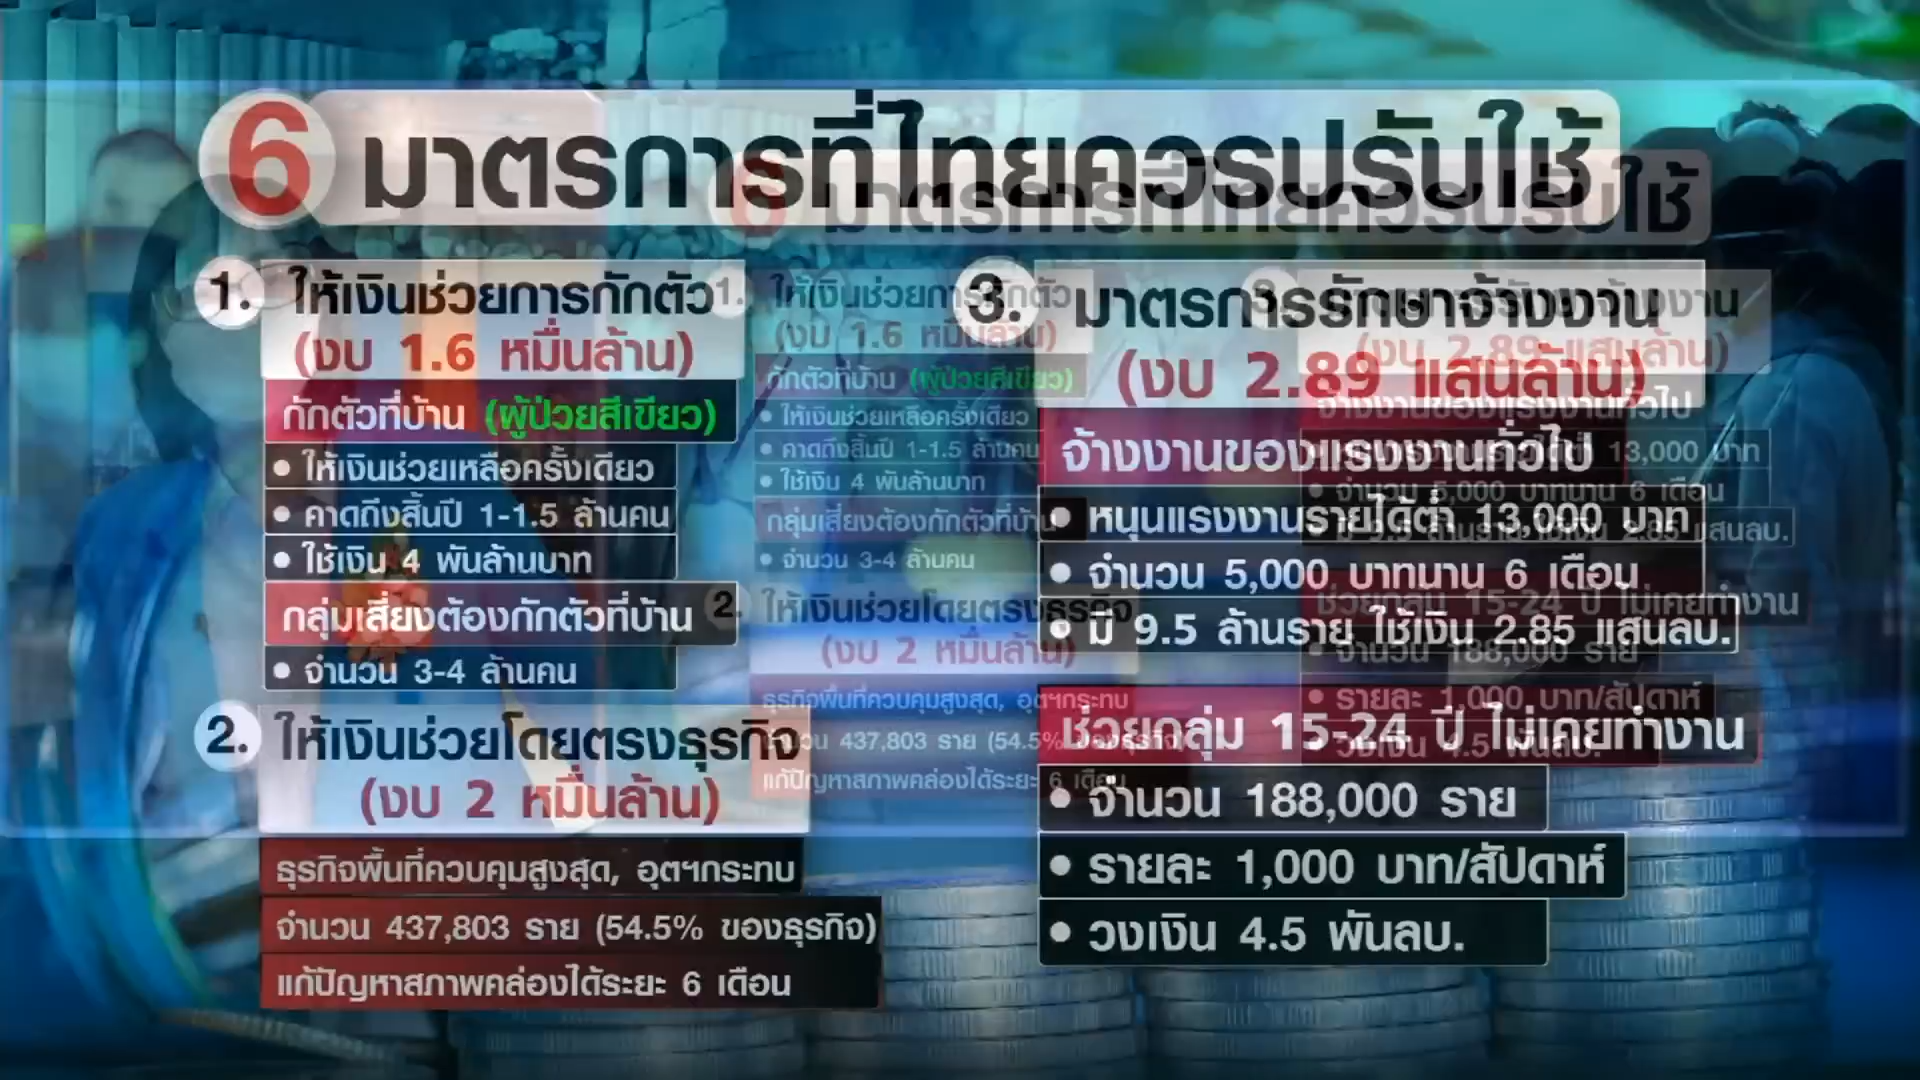 6 มาตรการที่ไทยควรปรับใช้
1. ให้เงินช่วยการกักตัว
(งบ 1.6 หมื่นล้าน)
กักตัวที่บ้าน (ผู้ป่วยสีเขียว)
• ให้เงินช่วยเหลือครั้งเดียว
• คาดถึงสิ้นปี 1-1.5 ล้านคน
• ใช้เงิน 4 พันล้านบาท
กลุ่มเสี่ยงต้องกักตัวที่บ้าน
• จำนวน 3-4 ล้านคน
2. ให้เงินช่วยโดยตรงธุรกิจ
(งบ 2 หมื่นล้าน)
ธุรกิจพื้นที่ควบคุมสูงสุด, อุตฯกระทบ
จำนวน 437,803 ราย (54.5% ของธุรกิจ)
แก้ปัญหาสภาพคล่องได้ระยะ 6 เดือน
3. มาตรการรักษาจ้างงาน
(งบ 2.89 แสนล้าน)
จ้างงานของแรงงานทั่วไป
• หนุนแรงงานรายได้ต่ำ 13,000 บาท
• จำนวน 5,000 บาทนาน 6 เดือน
• มี 9.5 ล้านราย ใช้เงิน 2.85 แสนลบ.
ช่วยกลุ่ม 15-24 ปี ไม่เคยทำงาน
• จำนวน 188,000 ราย
• รายละ 1,000 บาท/สัปดาห์
• วงเงิน 4.5 พันลบ.